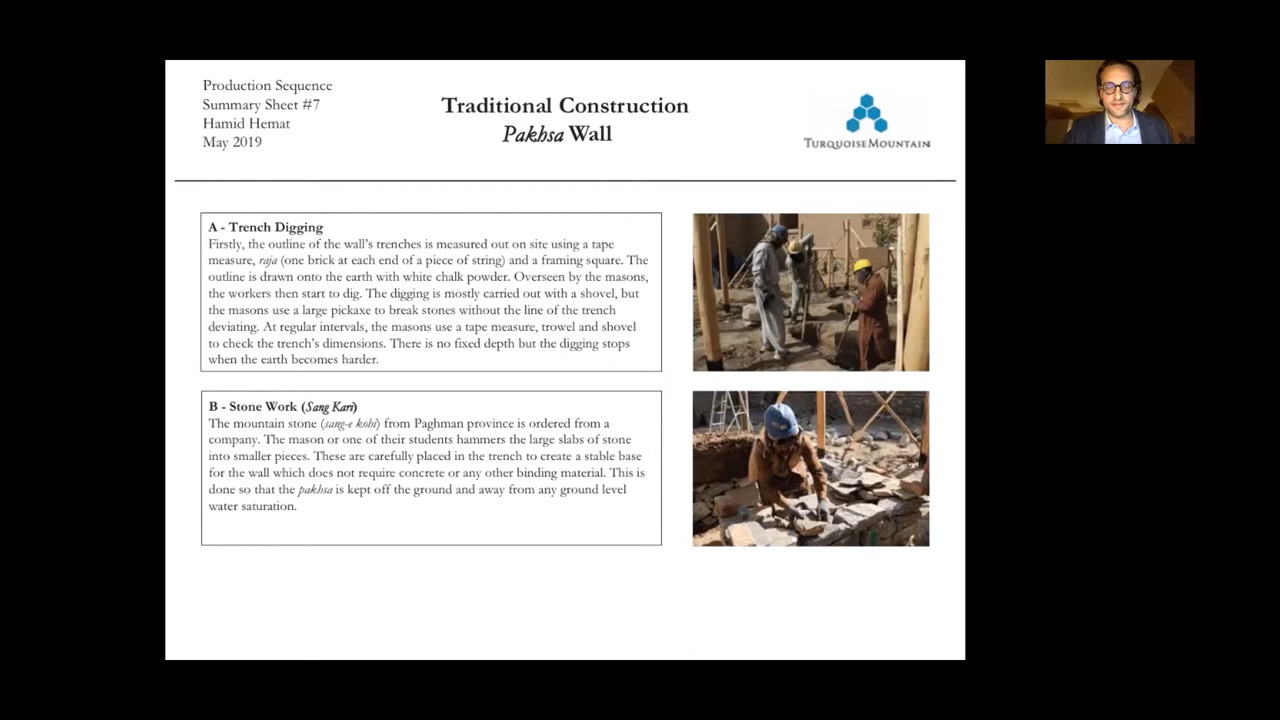 Production Sequence
Summary Sheet #7
Hamid Hemat
May 2019
Traditional Construction
Pakhsa Wall
TURQUOISEMOUNTAIN
A - Trench Digging
Firstly, the outline of the wall's trenches is measured out on site using a tape
measure, raja (one brick at each end of a piece of string) and a framing square. The
outline is drawn onto the earth with white chalk powder. Overseen by the masons,
the workers then start to dig. The digging is mostly carried out with a shovel, but
the masons use a large pickaxe to break stones without the line of the trench
deviating. At regular intervals, the masons use a tape measure, trowel and shovel
to check the trench's dimensions. There is no fixed depth but the digging stops
when the earth becomes harder.
B - Stone Work (Sang Kari)
The mountain stone (sang-e kohi) from Paghman province is ordered from a
company. The mason or one of their students hammers the large slabs of stone
into smaller pieces. These are carefully placed in the trench to create a stable base
for the wall which does not require concrete or any other binding material. This is
done so that the pakhsa is kept off the ground and away from any ground level
water saturation.